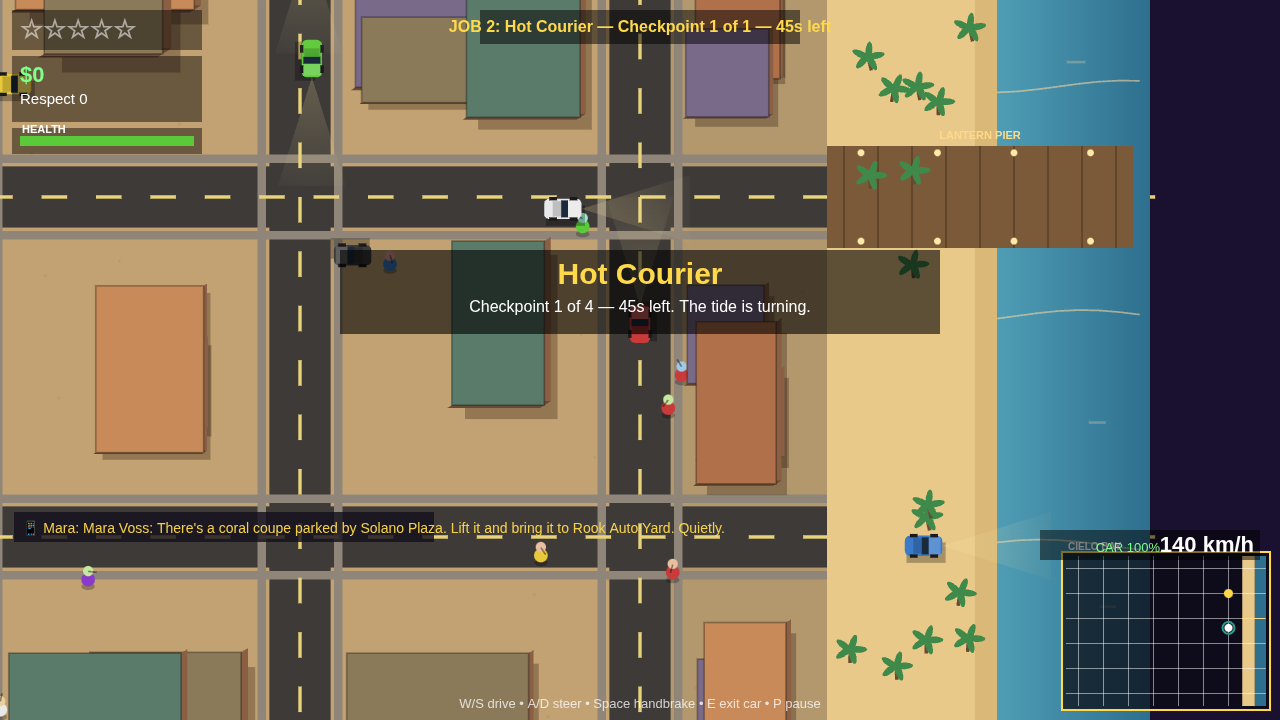 JOB 2: Hot Courier — Checkpoint 1 of 1 — 45s left
$0
Respect 0
HEALTH
LANTERN PIER
Hot Courier
Checkpoint 1 of 4 — 45s left. The tide is turning.
Mara: Mara Voss: There's a coral coupe parked by Solano Plaza. Lift it and bring it to Rook Auto Yard. Quietly.
CAR 100%
140 km/h
W/S drive • A/D steer • Space handbrake • E exit car • P pause